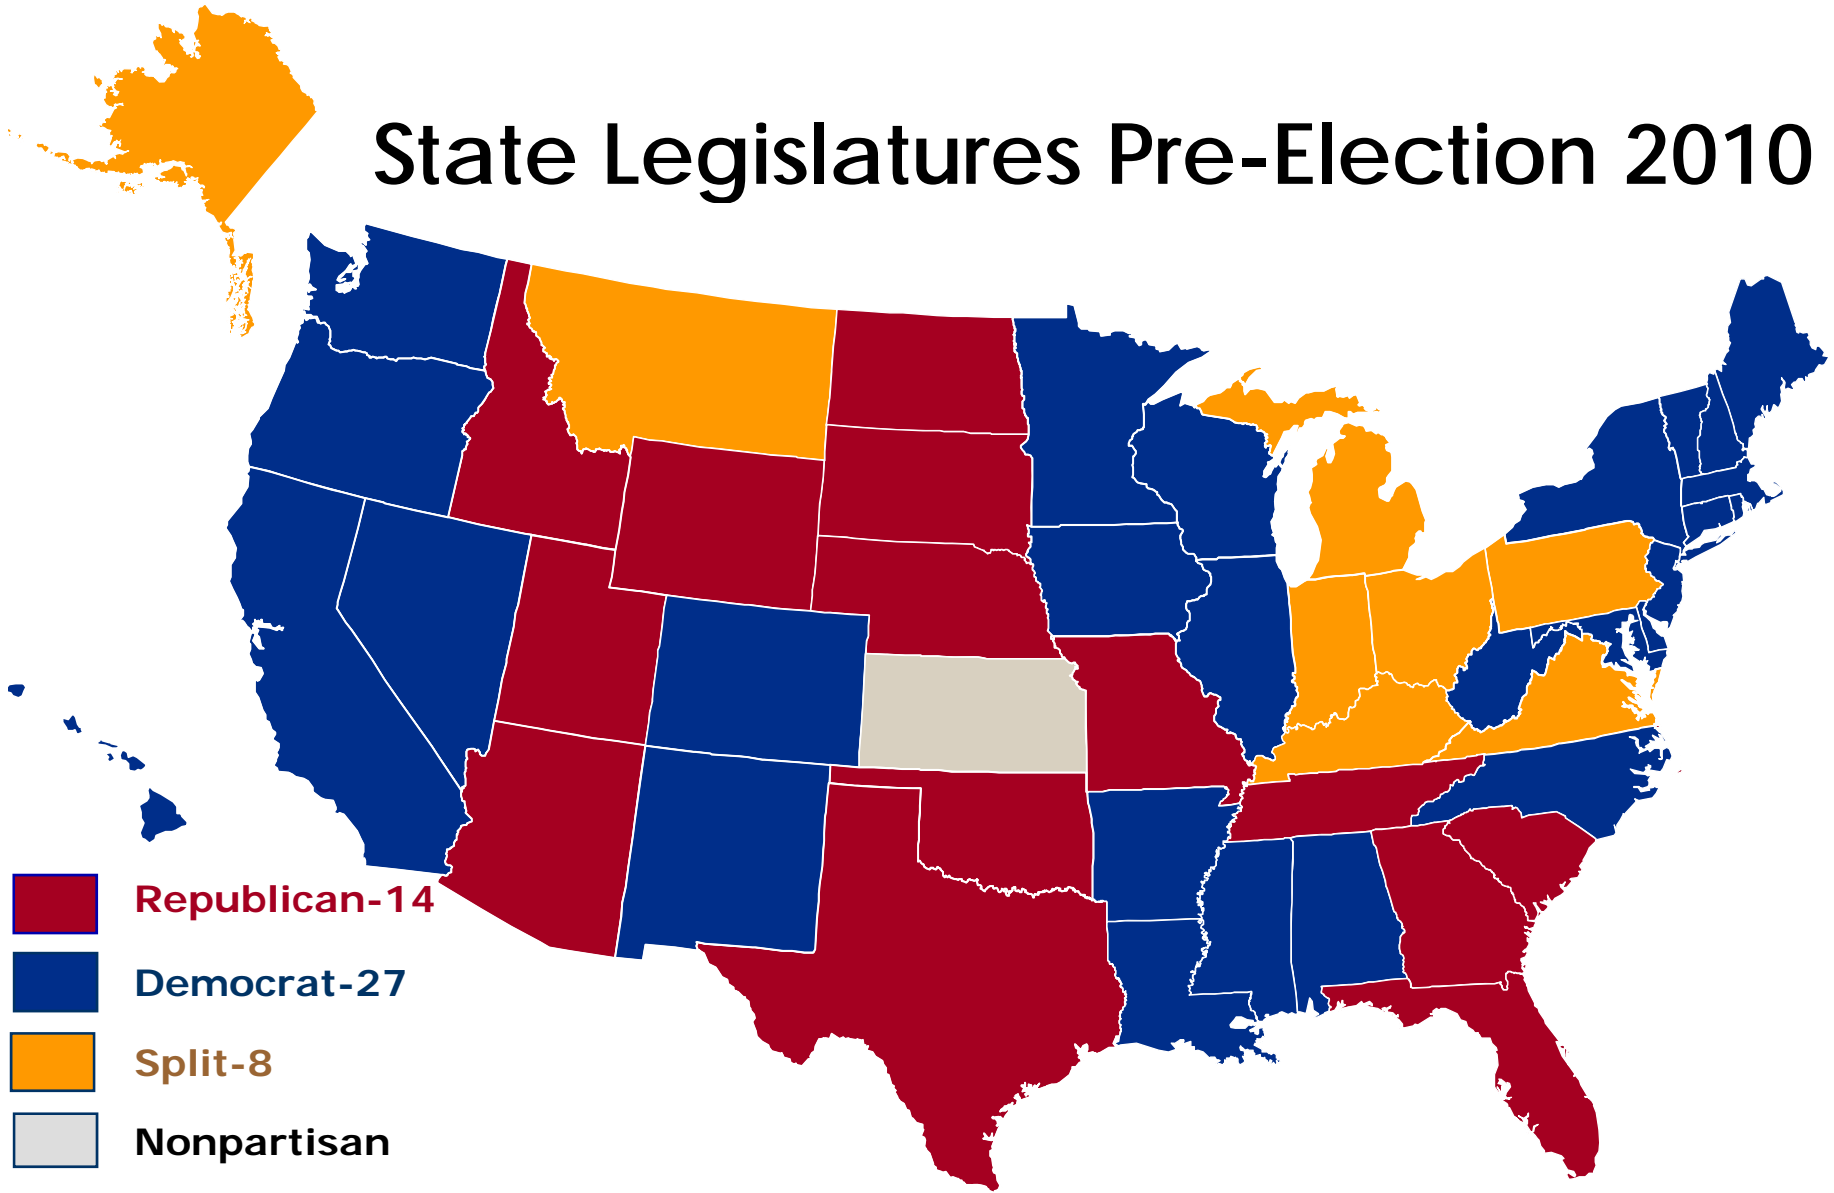 State Legislatures Pre-Election 2010
Republican-14
Democrat-27
Split-8
Nonpartisan